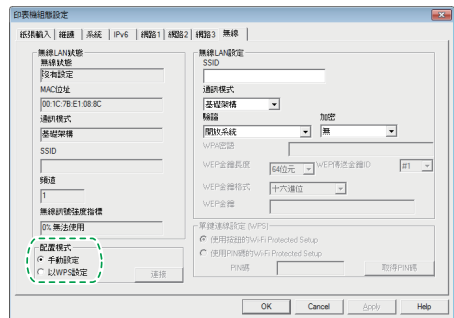 印表機組態設定
紙張輸入 維護 系統 IPv6 網路1 網路2 網路3 無線
無線LAN狀態
無線狀態
沒有設定
MAC位址
00:1C:7B:E1:08:8C
通訊模式
基礎架構
SSID
頻道
1
無線訊號強度指標
0% 無法使用
配置模式
手動設定
以WPS設定
連接
無線LAN設定
SSID
通訊模式
基礎架構
驗證 加密
開放系統 無
WPA密語
WEP金鑰長度 64位元 WEP傳送金鑰ID #1
WEP金鑰格式 十六進位
WEP金鑰
單鍵連線設定 (WPS)
使用按鈕的Wi-Fi Protected Setup
使用PIN碼的Wi-Fi Protected Setup
PIN碼 取得PIN碼
OK Cancel Apply Help